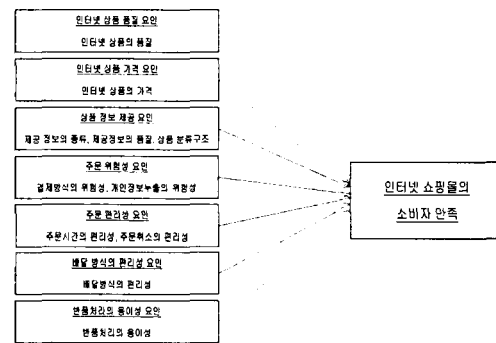 인터넷 상품 품질 요인
인터넷 상품의 품질
인터넷 상품 가격 요인
인터넷 상품의 가격
상품 정보 제공 요인
제공 정보의 종류, 제공정보의 품질, 상품 분류구조
주문 위험성 요인
결제방식의 위험성, 개인정보누출의 위험성
주문 편리성 요인
주문시간의 편리성, 주문취소의 편리성
배달 방식의 편리성 요인
배달방식의 편리성
반품처리의 용이성 요인
반품처리의 용이성
인터넷 쇼핑몰의
소비자 만족